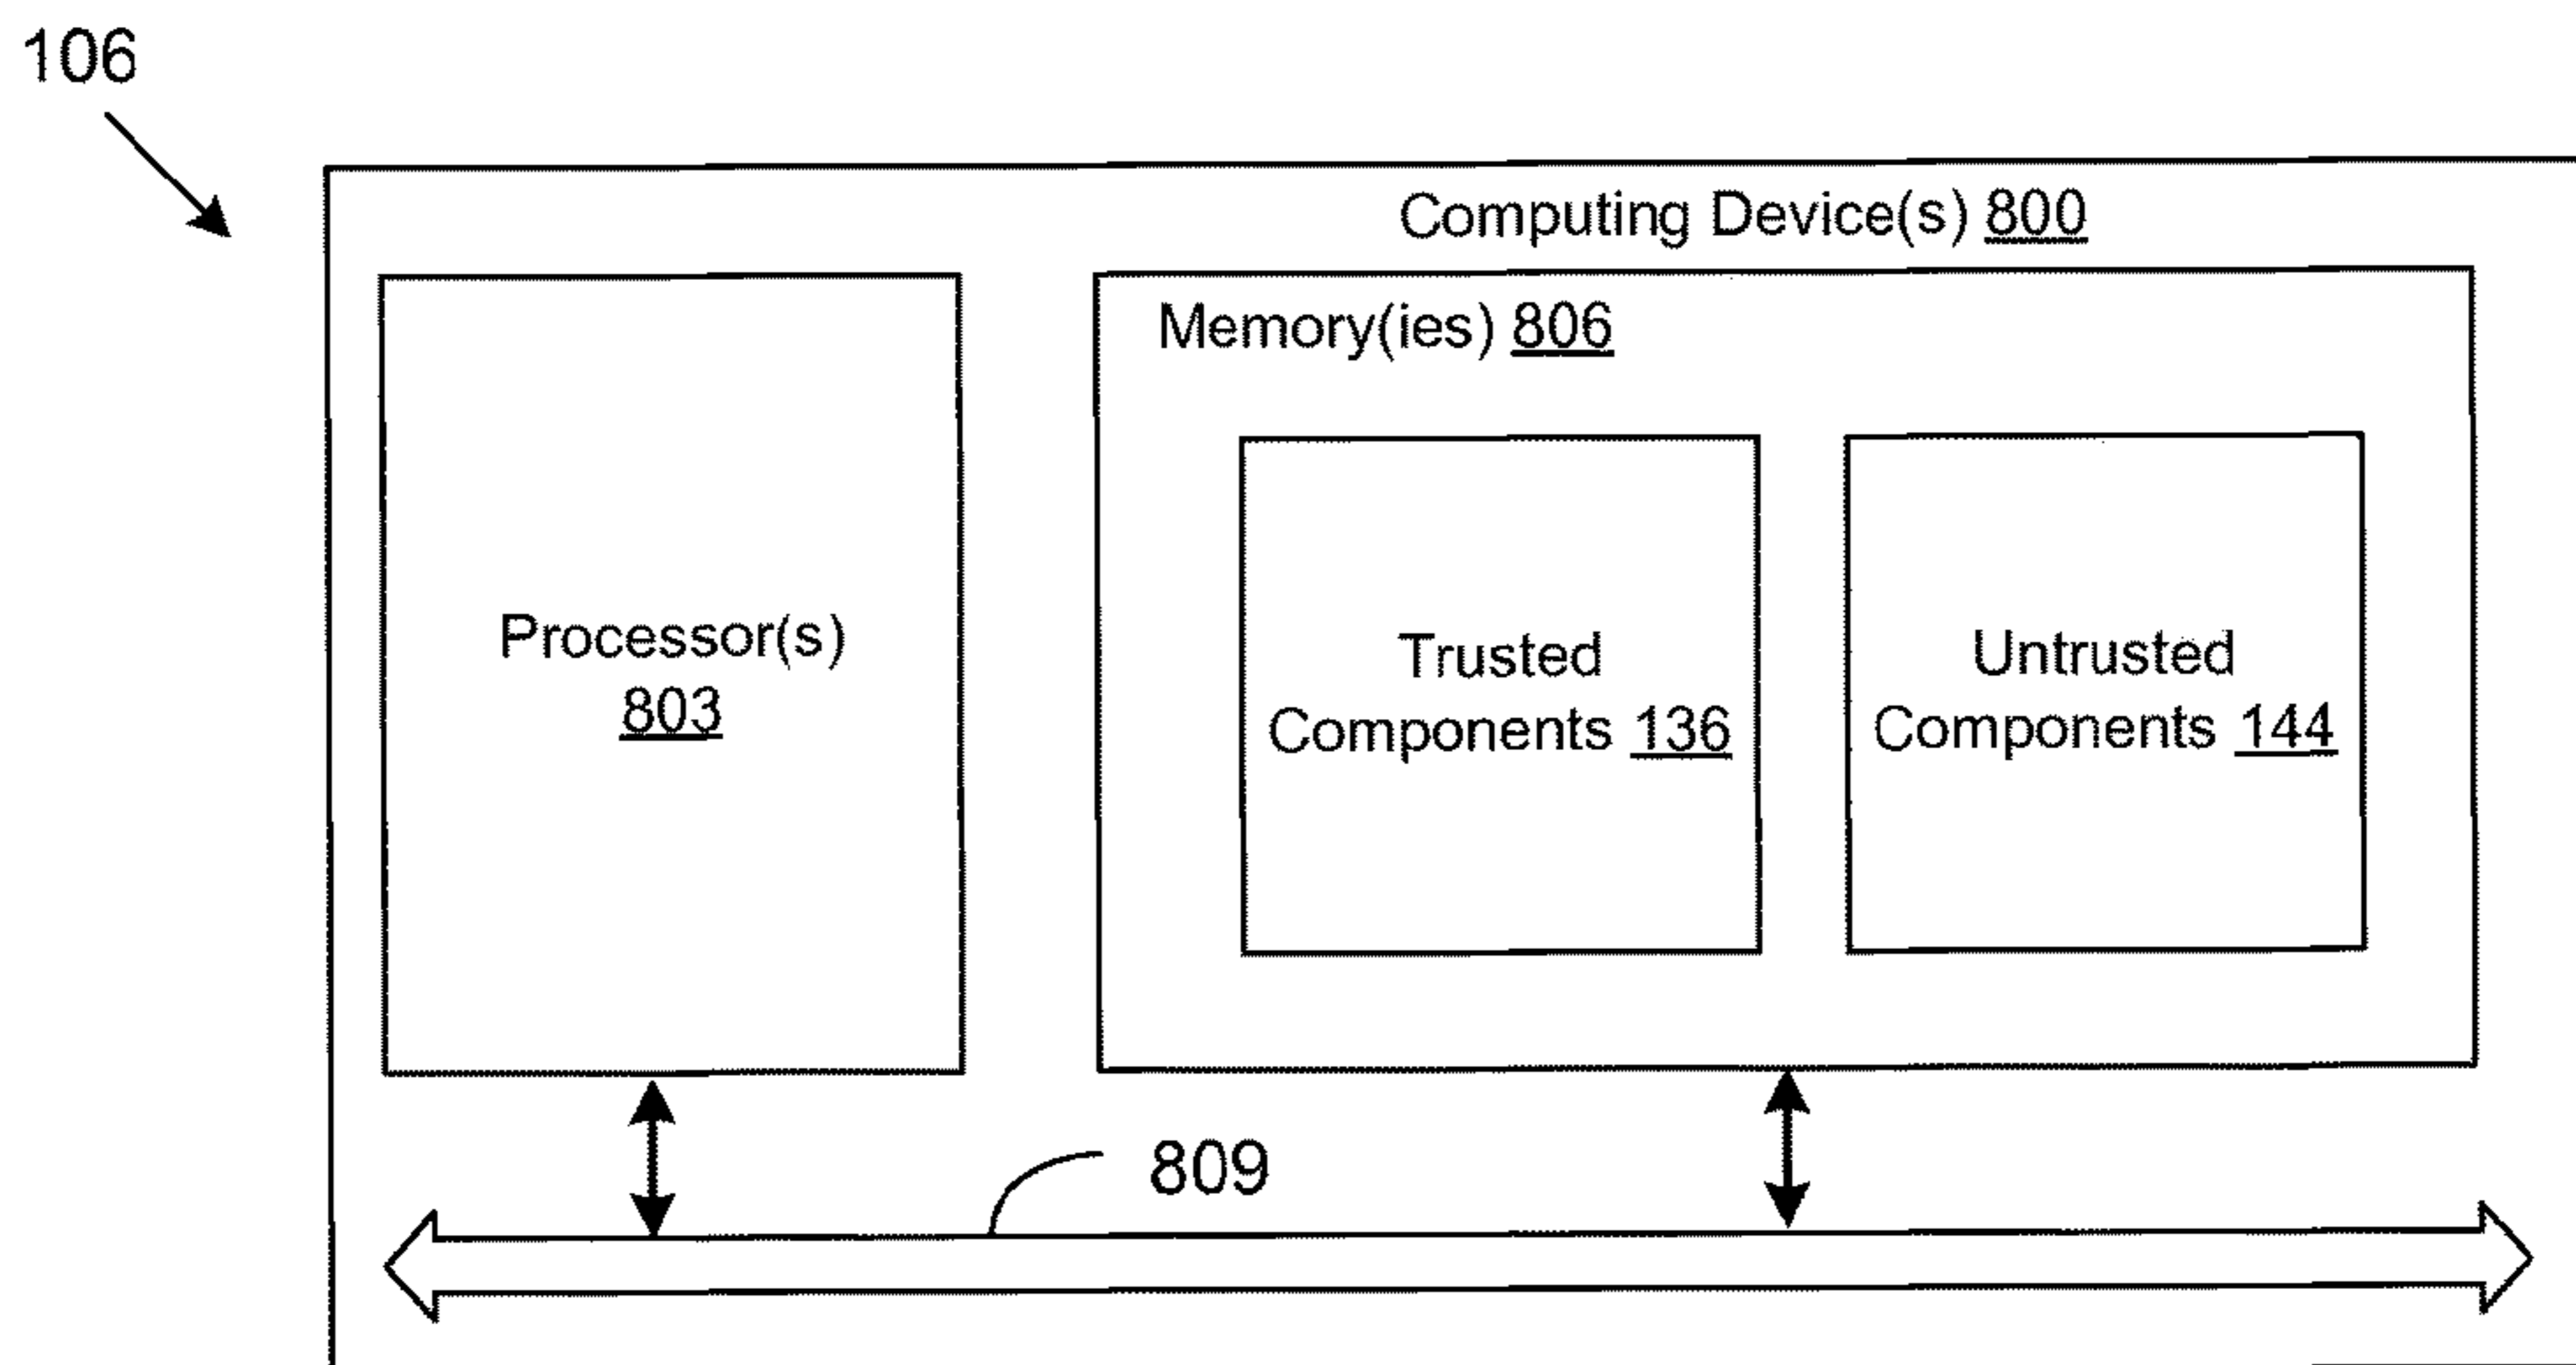 106
Computing Device(s) 800
Memory(ies) 806
Processor(s)
803
Trusted
Components 136
Untrusted
Components 144
809